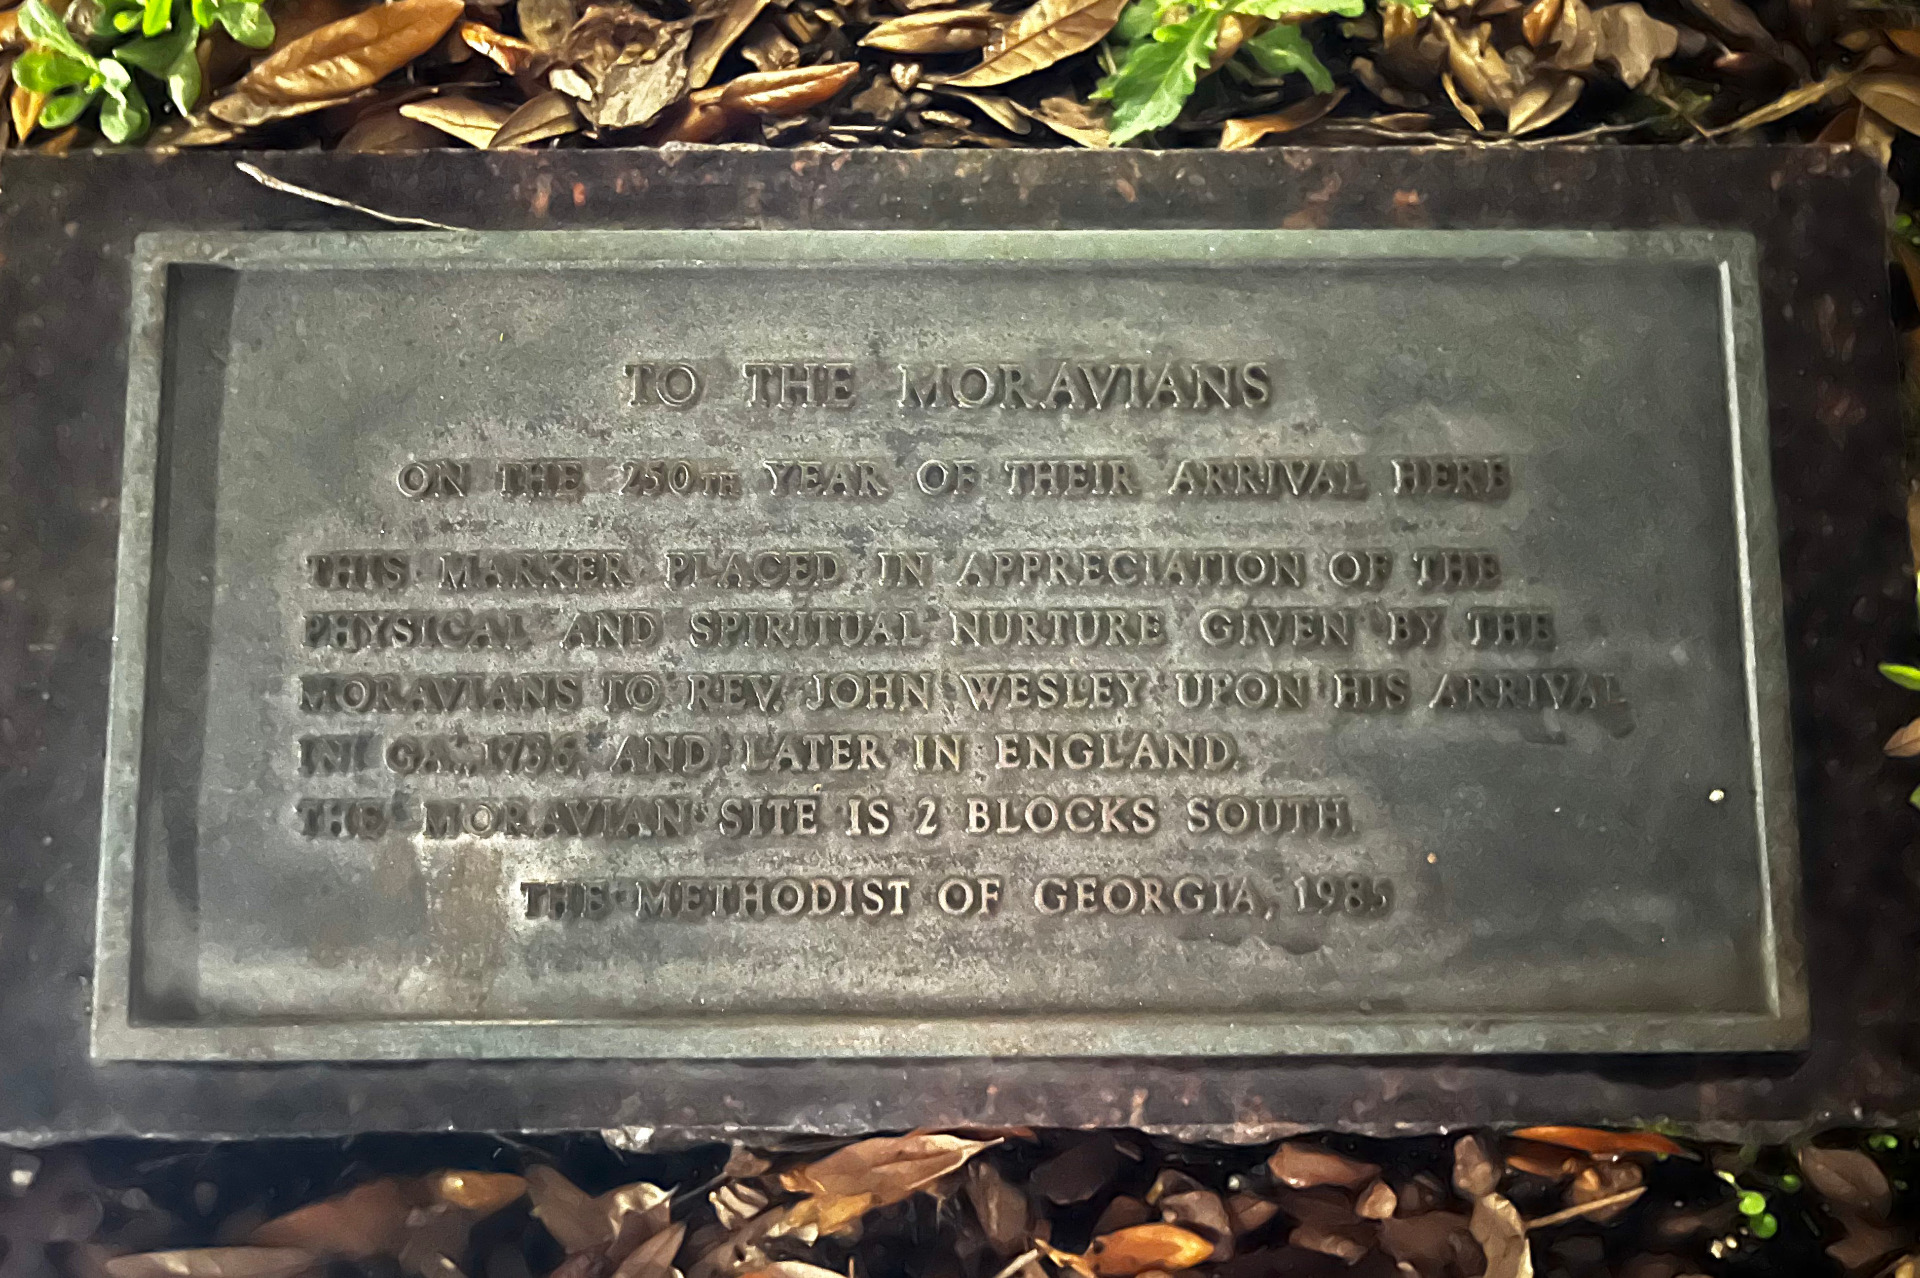 TO THE MORAVIANS
ON THE 250TH YEAR OF THEIR ARRIVAL HERE
THIS MARKER PLACED IN APPRECIATION OF THE
PHYSICAL AND SPIRITUAL NURTURE GIVEN BY THE
MORAVIANS TO REV. JOHN WESLEY UPON HIS ARRIVAL
IN GA., 1736, AND LATER IN ENGLAND.
THE MORAVIAN SITE IS 2 BLOCKS SOUTH.
THE METHODIST OF GEORGIA, 1985